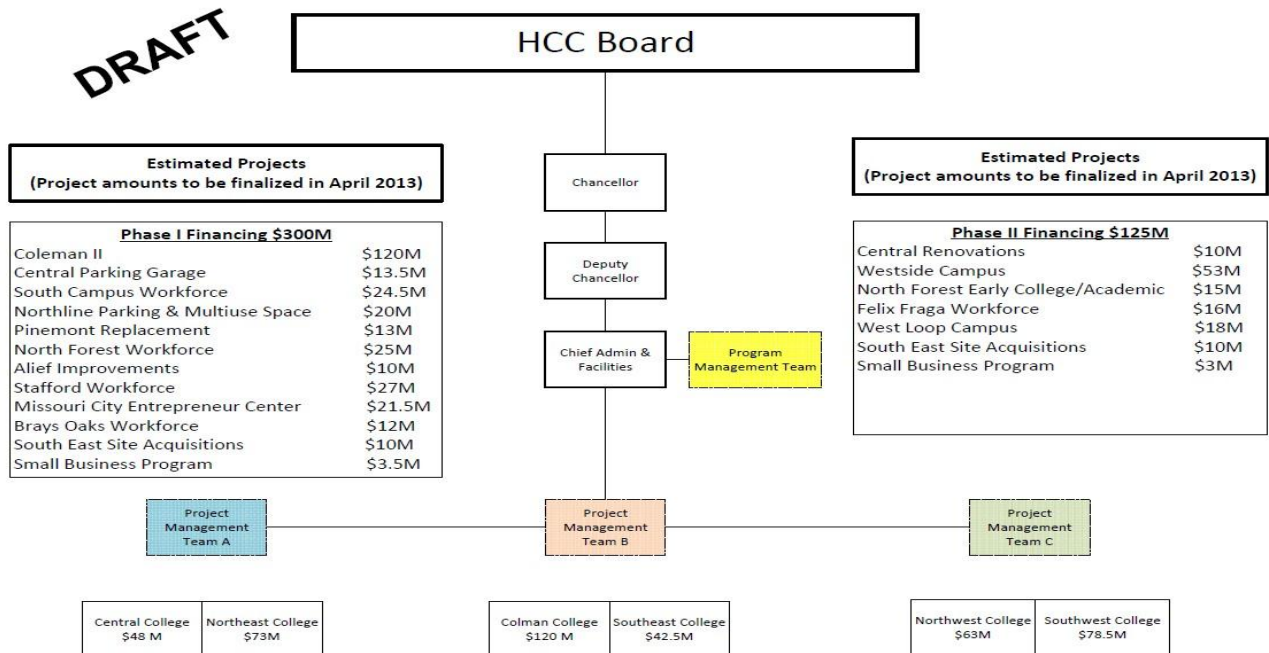 DRAFT
HCC Board
Estimated Projects
(Project amounts to be finalized in April 2013)
Phase I Financing $300M
Coleman II $120M
Central Parking Garage $13.5M
South Campus Workforce $24.5M
Northline Parking & Multiuse Space $20M
Pinemont Replacement $13M
North Forest Workforce $25M
Alief Improvements $10M
Stafford Workforce $27M
Missouri City Entrepreneur Center $21.5M
Brays Oaks Workforce $12M
South East Site Acquisitions $10M
Small Business Program $3.5M
Chancellor
Deputy
Chancellor
Chief Admin &
Facilities
Program
Management Team
Estimated Projects
(Project amounts to be finalized in April 2013)
Phase II Financing $125M
Central Renovations $10M
Westside Campus $53M
North Forest Early College/Academic $15M
Felix Fraga Workforce $16M
West Loop Campus $18M
South East Site Acquisitions $10M
Small Business Program $3M
Project
Management
Team A
Project
Management
Team B
Project
Management
Team C
Central College
$48 M
Northeast College
$73M
Colman College
$120 M
Southeast College
$42.5M
Northwest College
$63M
Southwest College
$78.5M